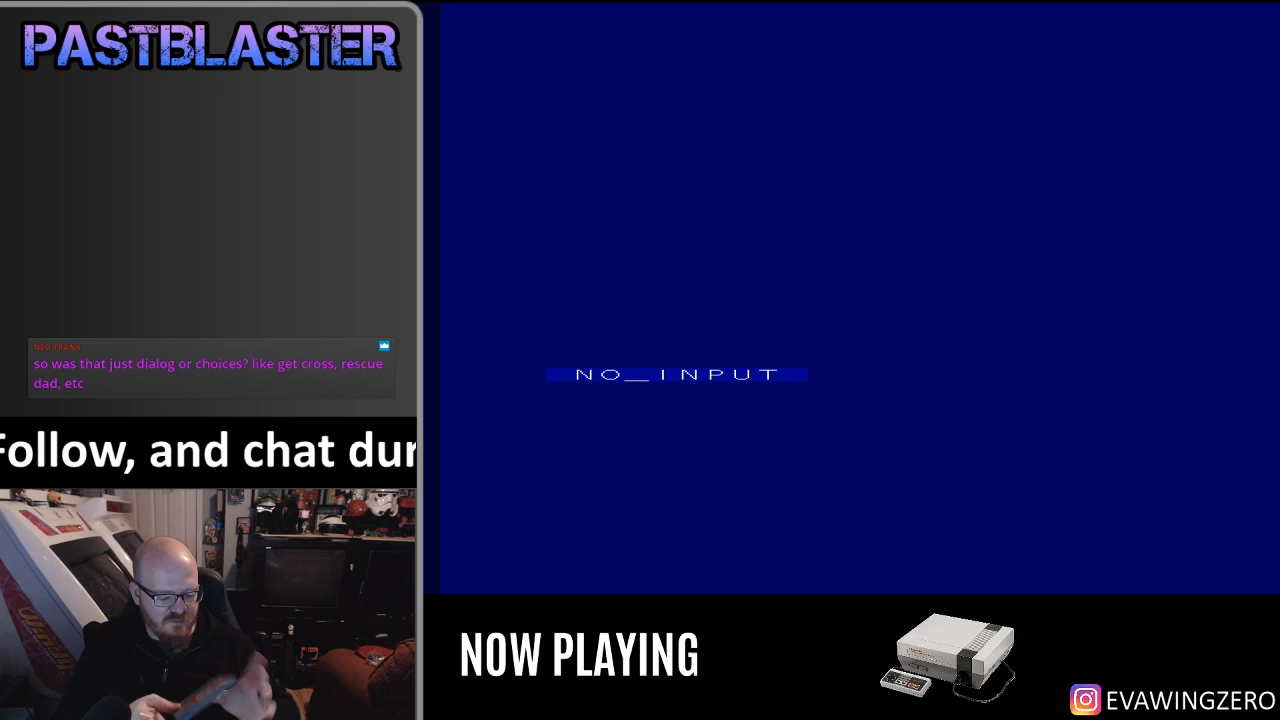 PASTBLASTER
NEO_FRANK
so was that just dialog or choices? like get cross, rescue
dad, etc
Follow, and chat dur
NO_INPUT
NOW PLAYING
EVAWINGZERO